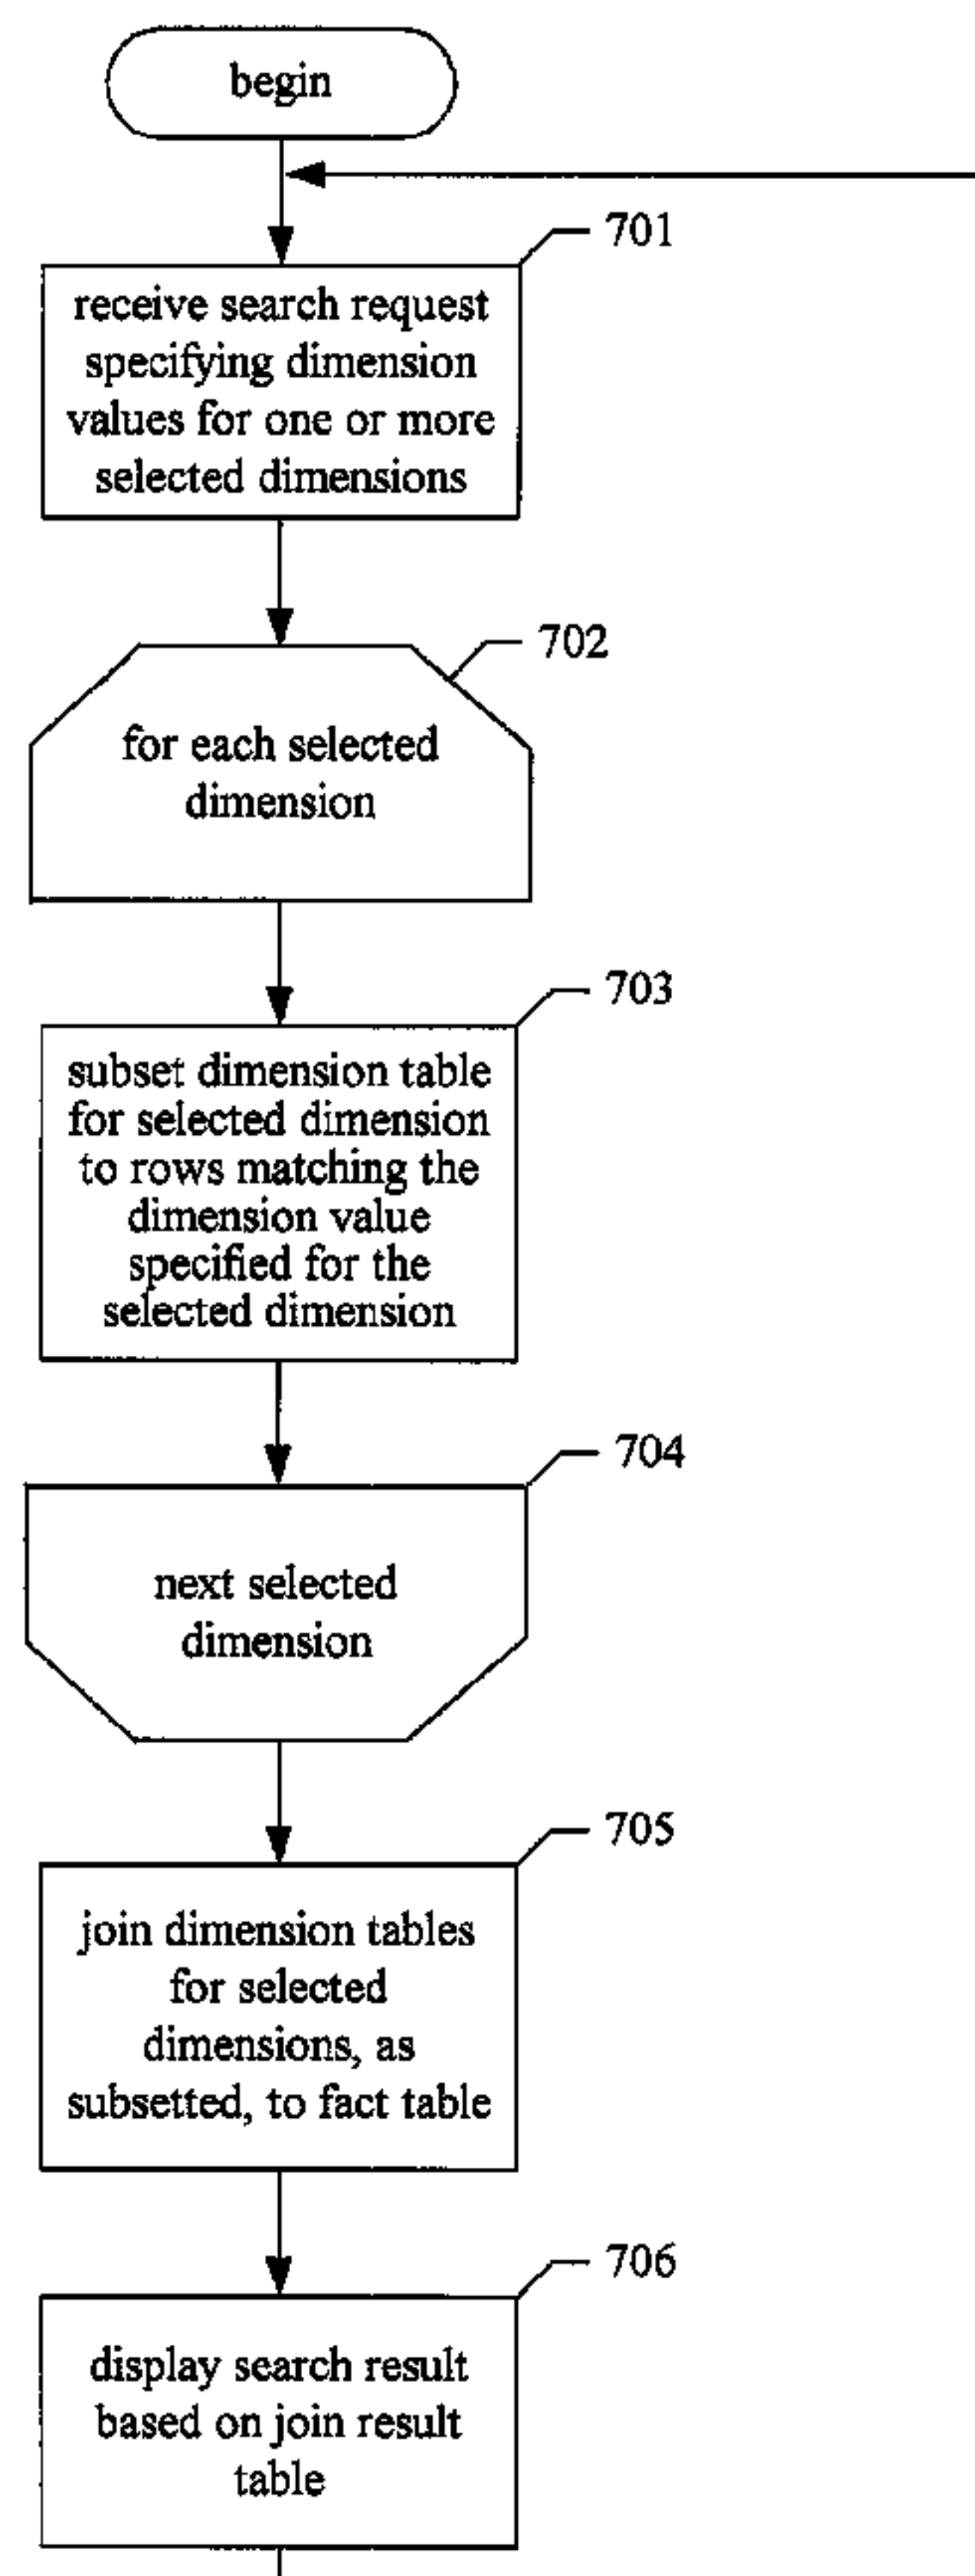 begin
701
receive search request
specifying dimension
values for one or more
selected dimensions
702
for each selected
dimension
703
subset dimension table
for selected dimension
to rows matching the
dimension value
specified for the
selected dimension
704
next selected
dimension
705
join dimension tables
for selected
dimensions, as
subsetted, to fact table
706
display search result
based on join result
table